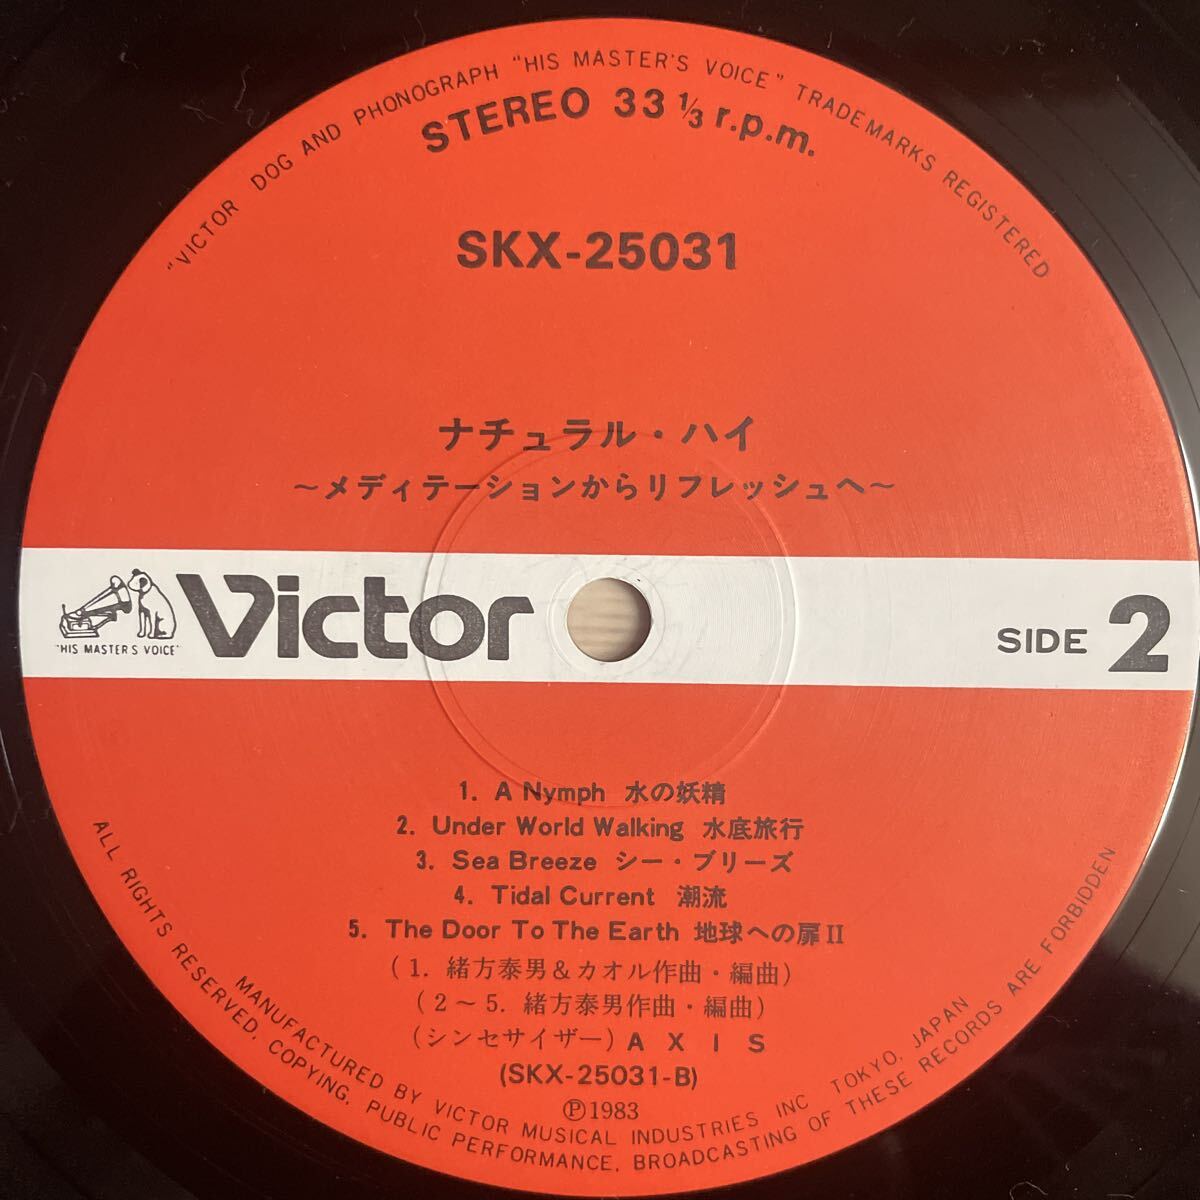 "VICTOR DOG AND PHONOGRAPH "HIS MASTER'S VOICE" TRADEMARKS REGISTERED
STEREO 33 1/3 r.p.m.
SKX-25031
ナチュラル・ハイ
〜メディテーションからリフレッシュへ〜
"HIS MASTER'S VOICE"
Victor
SIDE 2
1. A Nymph 水の妖精
2. Under World Walking 水底旅行
3. Sea Breeze シー・ブリーズ
4. Tidal Current 潮流
5. The Door To The Earth 地球への扉II
(1. 緒方泰男&カオル作曲・編曲)
(2〜5. 緒方泰男作曲・編曲)
(シンセサイザー) A X I S
(SKX-25031-B)
Ⓟ1983
MANUFACTURED BY VICTOR MUSICAL INDUSTRIES INC TOKYO, JAPAN
ALL RIGHTS RESERVED, COPYING, PUBLIC PERFORMANCE, BROADCASTING OF THESE RECORDS ARE FORBIDDEN